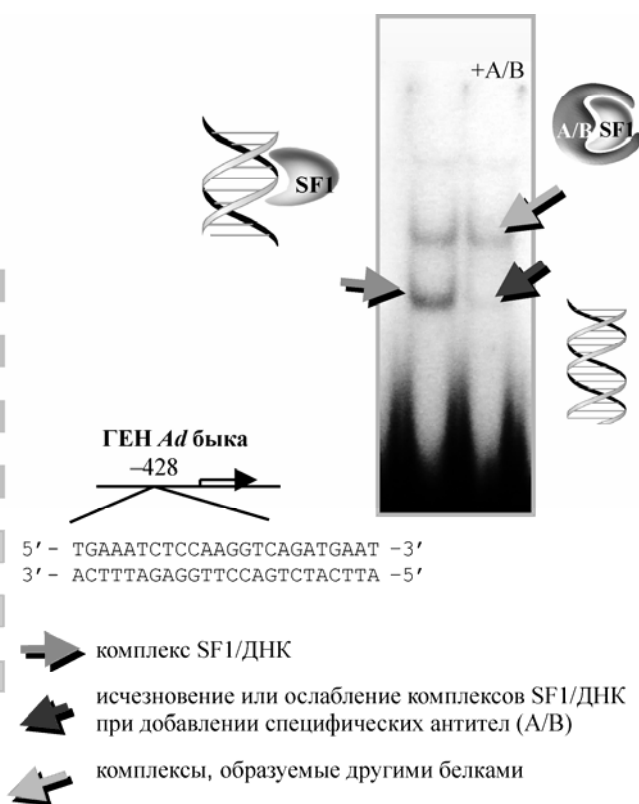 +А/В
SF1
А/В SF1
ГЕН Ad быка
–428
5′- TGAAATCTCCAAGGTCAGATGAAT –3′
3′- ACTTTAGAGGTTCCAGTCTACTTA –5′
комплекс SF1/ДНК
исчезновение или ослабление комплексов SF1/ДНК
при добавлении специфических антител (А/В)
комплексы, образуемые другими белками